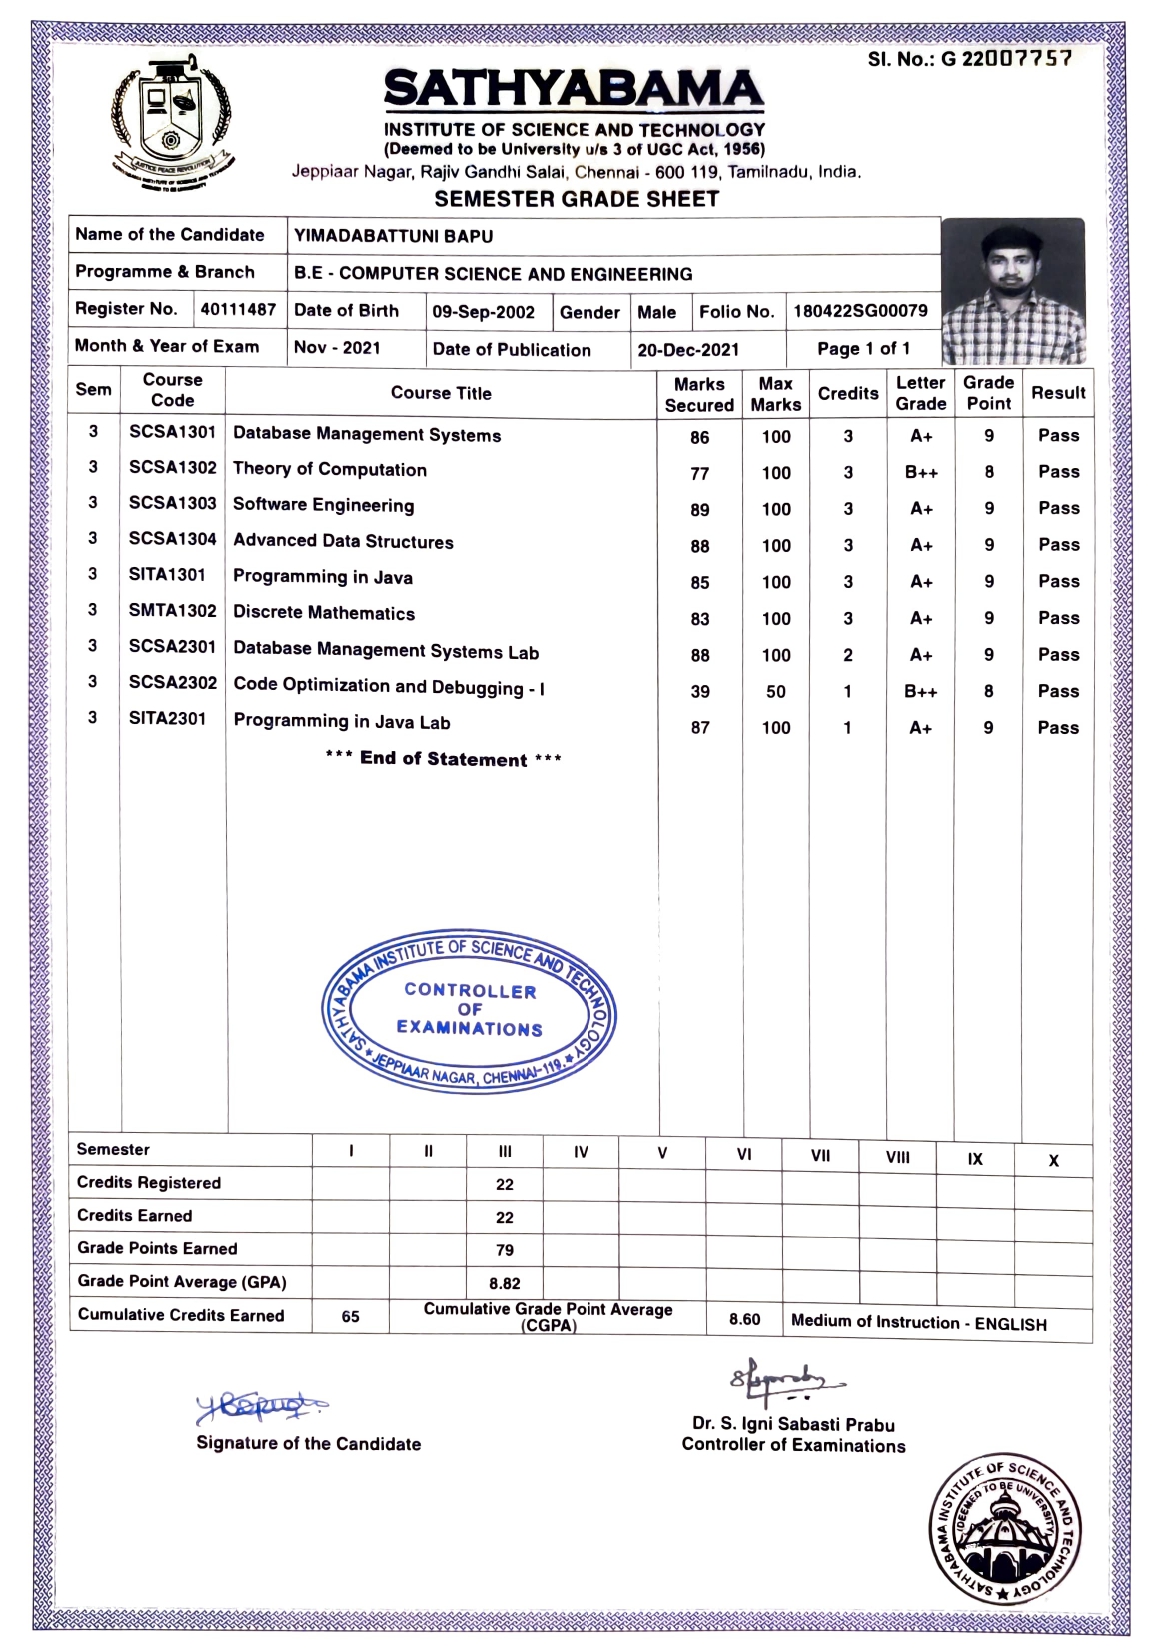 Sl. No.: G 22007757
SATHYABAMA
INSTITUTE OF SCIENCE AND TECHNOLOGY
(Deemed to be University u/s 3 of UGC Act, 1956)
Jeppiaar Nagar, Rajiv Gandhi Salai, Chennai - 600 119, Tamilnadu, India.
SEMESTER GRADE SHEET
JUSTICE PEACE REVOLUTION
Name of the Candidate YIMADABATTUNI BAPU
Programme & Branch B.E - COMPUTER SCIENCE AND ENGINEERING
Register No. 40111487 Date of Birth 09-Sep-2002 Gender Male Folio No. 180422SG00079
Month & Year of Exam Nov - 2021 Date of Publication 20-Dec-2021 Page 1 of 1
Sem Course Code Course Title Marks Secured Max Marks Credits Letter Grade Grade Point Result
3 SCSA1301 Database Management Systems 86 100 3 A+ 9 Pass
3 SCSA1302 Theory of Computation 77 100 3 B++ 8 Pass
3 SCSA1303 Software Engineering 89 100 3 A+ 9 Pass
3 SCSA1304 Advanced Data Structures 88 100 3 A+ 9 Pass
3 SITA1301 Programming in Java 85 100 3 A+ 9 Pass
3 SMTA1302 Discrete Mathematics 83 100 3 A+ 9 Pass
3 SCSA2301 Database Management Systems Lab 88 100 2 A+ 9 Pass
3 SCSA2302 Code Optimization and Debugging - I 39 50 1 B++ 8 Pass
3 SITA2301 Programming in Java Lab 87 100 1 A+ 9 Pass
*** End of Statement ***
SATHYABAMA INSTITUTE OF SCIENCE AND TECHNOLOGY
CONTROLLER
OF
EXAMINATIONS
★ JEPPIAAR NAGAR, CHENNAI-119. ★
Semester I II III IV V VI VII VIII IX X
Credits Registered 22
Credits Earned 22
Grade Points Earned 79
Grade Point Average (GPA) 8.82
Cumulative Credits Earned 65 Cumulative Grade Point Average (CGPA) 8.60 Medium of Instruction - ENGLISH
Signature of the Candidate
Dr. S. Igni Sabasti Prabu
Controller of Examinations
SATHYABAMA INSTITUTE OF SCIENCE AND TECHNOLOGY ★
(DEEMED TO BE UNIVERSITY)